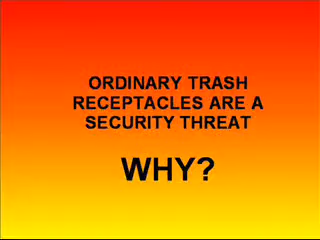 ORDINARY TRASH
RECEPTACLES ARE A
SECURITY THREAT
WHY?